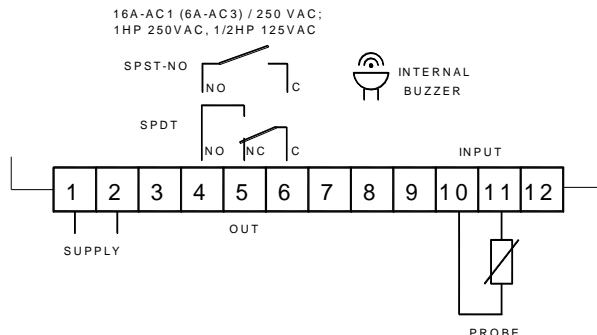 16A-AC1 (6A-AC3) / 250 VAC;
1HP 250VAC, 1/2HP 125VAC
SPST-NO
NO
C
INTERNAL
BUZZER
SPDT
NO
NC
C
INPUT
1 2 3 4 5 6 7 8 9 10 11 12
SUPPLY
OUT
PROBE